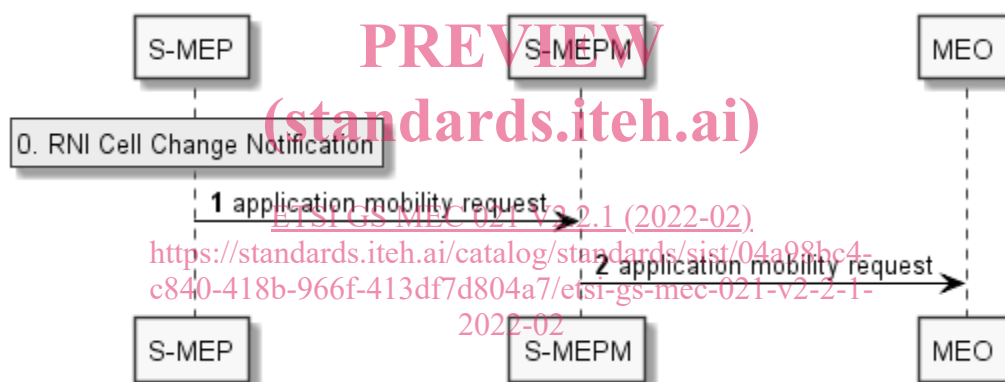 S-MEP
S-MEPM
MEO
PREVIEW
(standards.iteh.ai)
0. RNI Cell Change Notification
1 application mobility request
ETSI GS MEC 021 V2.2.1 (2022-02)
https://standards.iteh.ai/catalog/standards/sist/04a98bc4-
2 application mobility request
c840-418b-966f-413df7d804a7/etsi-gs-mec-021-v2-2-1-
2022-02
S-MEP
S-MEPM
MEO